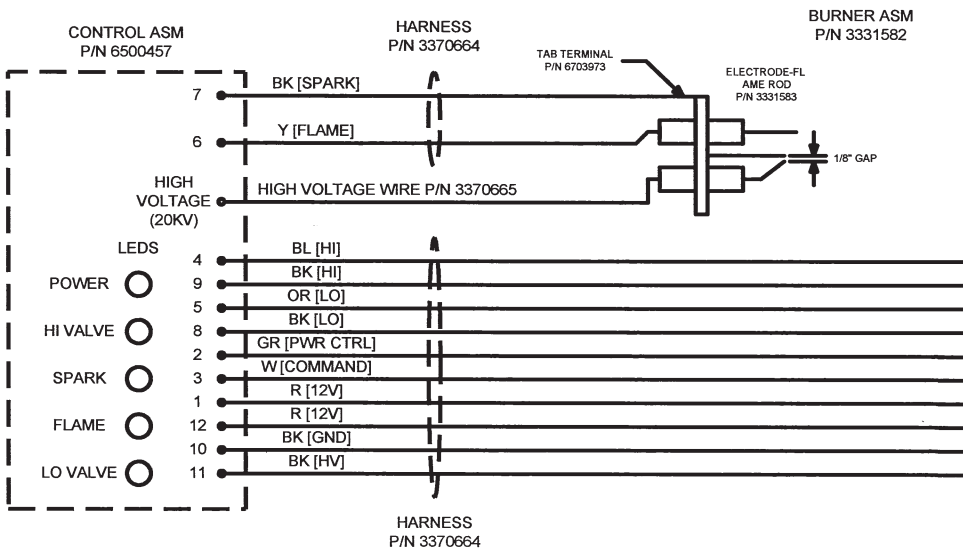 CONTROL ASM
P/N 6500457
HARNESS
P/N 3370664
BURNER ASM
P/N 3331582
TAB TERMINAL
P/N 6703973
ELECTRODE-FL
AME ROD
P/N 3331583
7 BK [SPARK]
6 Y [FLAME]
1/8" GAP
HIGH
VOLTAGE
(20KV)
HIGH VOLTAGE WIRE P/N 3370665
LEDS
4 BL [HI]
POWER 9 BK [HI]
5 OR [LO]
HI VALVE 8 BK [LO]
2 GR [PWR CTRL]
SPARK 3 W [COMMAND]
1 R [12V]
FLAME 12 R [12V]
10 BK [GND]
LO VALVE 11 BK [HV]
HARNESS
P/N 3370664